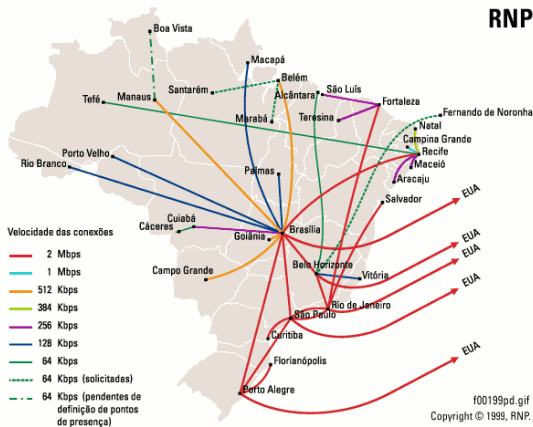 RNP
Boa Vista
Macapá
Belém
Santarém
Alcântara
São Luís
Manaus
Tefé
Marabá
Teresina
Fortaleza
Fernando de Noronha
Natal
Campina Grande
Recife
Maceió
Aracaju
Porto Velho
Rio Branco
Palmas
Salvador
EUA
Cuiabá
Cáceres
Goiânia
Brasília
EUA
EUA
Campo Grande
Belo Horizonte
Vitória
EUA
Rio de Janeiro
São Paulo
Curitiba
Florianópolis
EUA
Porto Alegre
Velocidade das conexões
2 Mbps
1 Mbps
512 Kbps
384 Kbps
256 Kbps
128 Kbps
64 Kbps
64 Kbps (solicitadas)
64 Kbps (pendentes de
definição de pontos
de presença)
f00199pd.gif
Copyright © 1999, RNP.